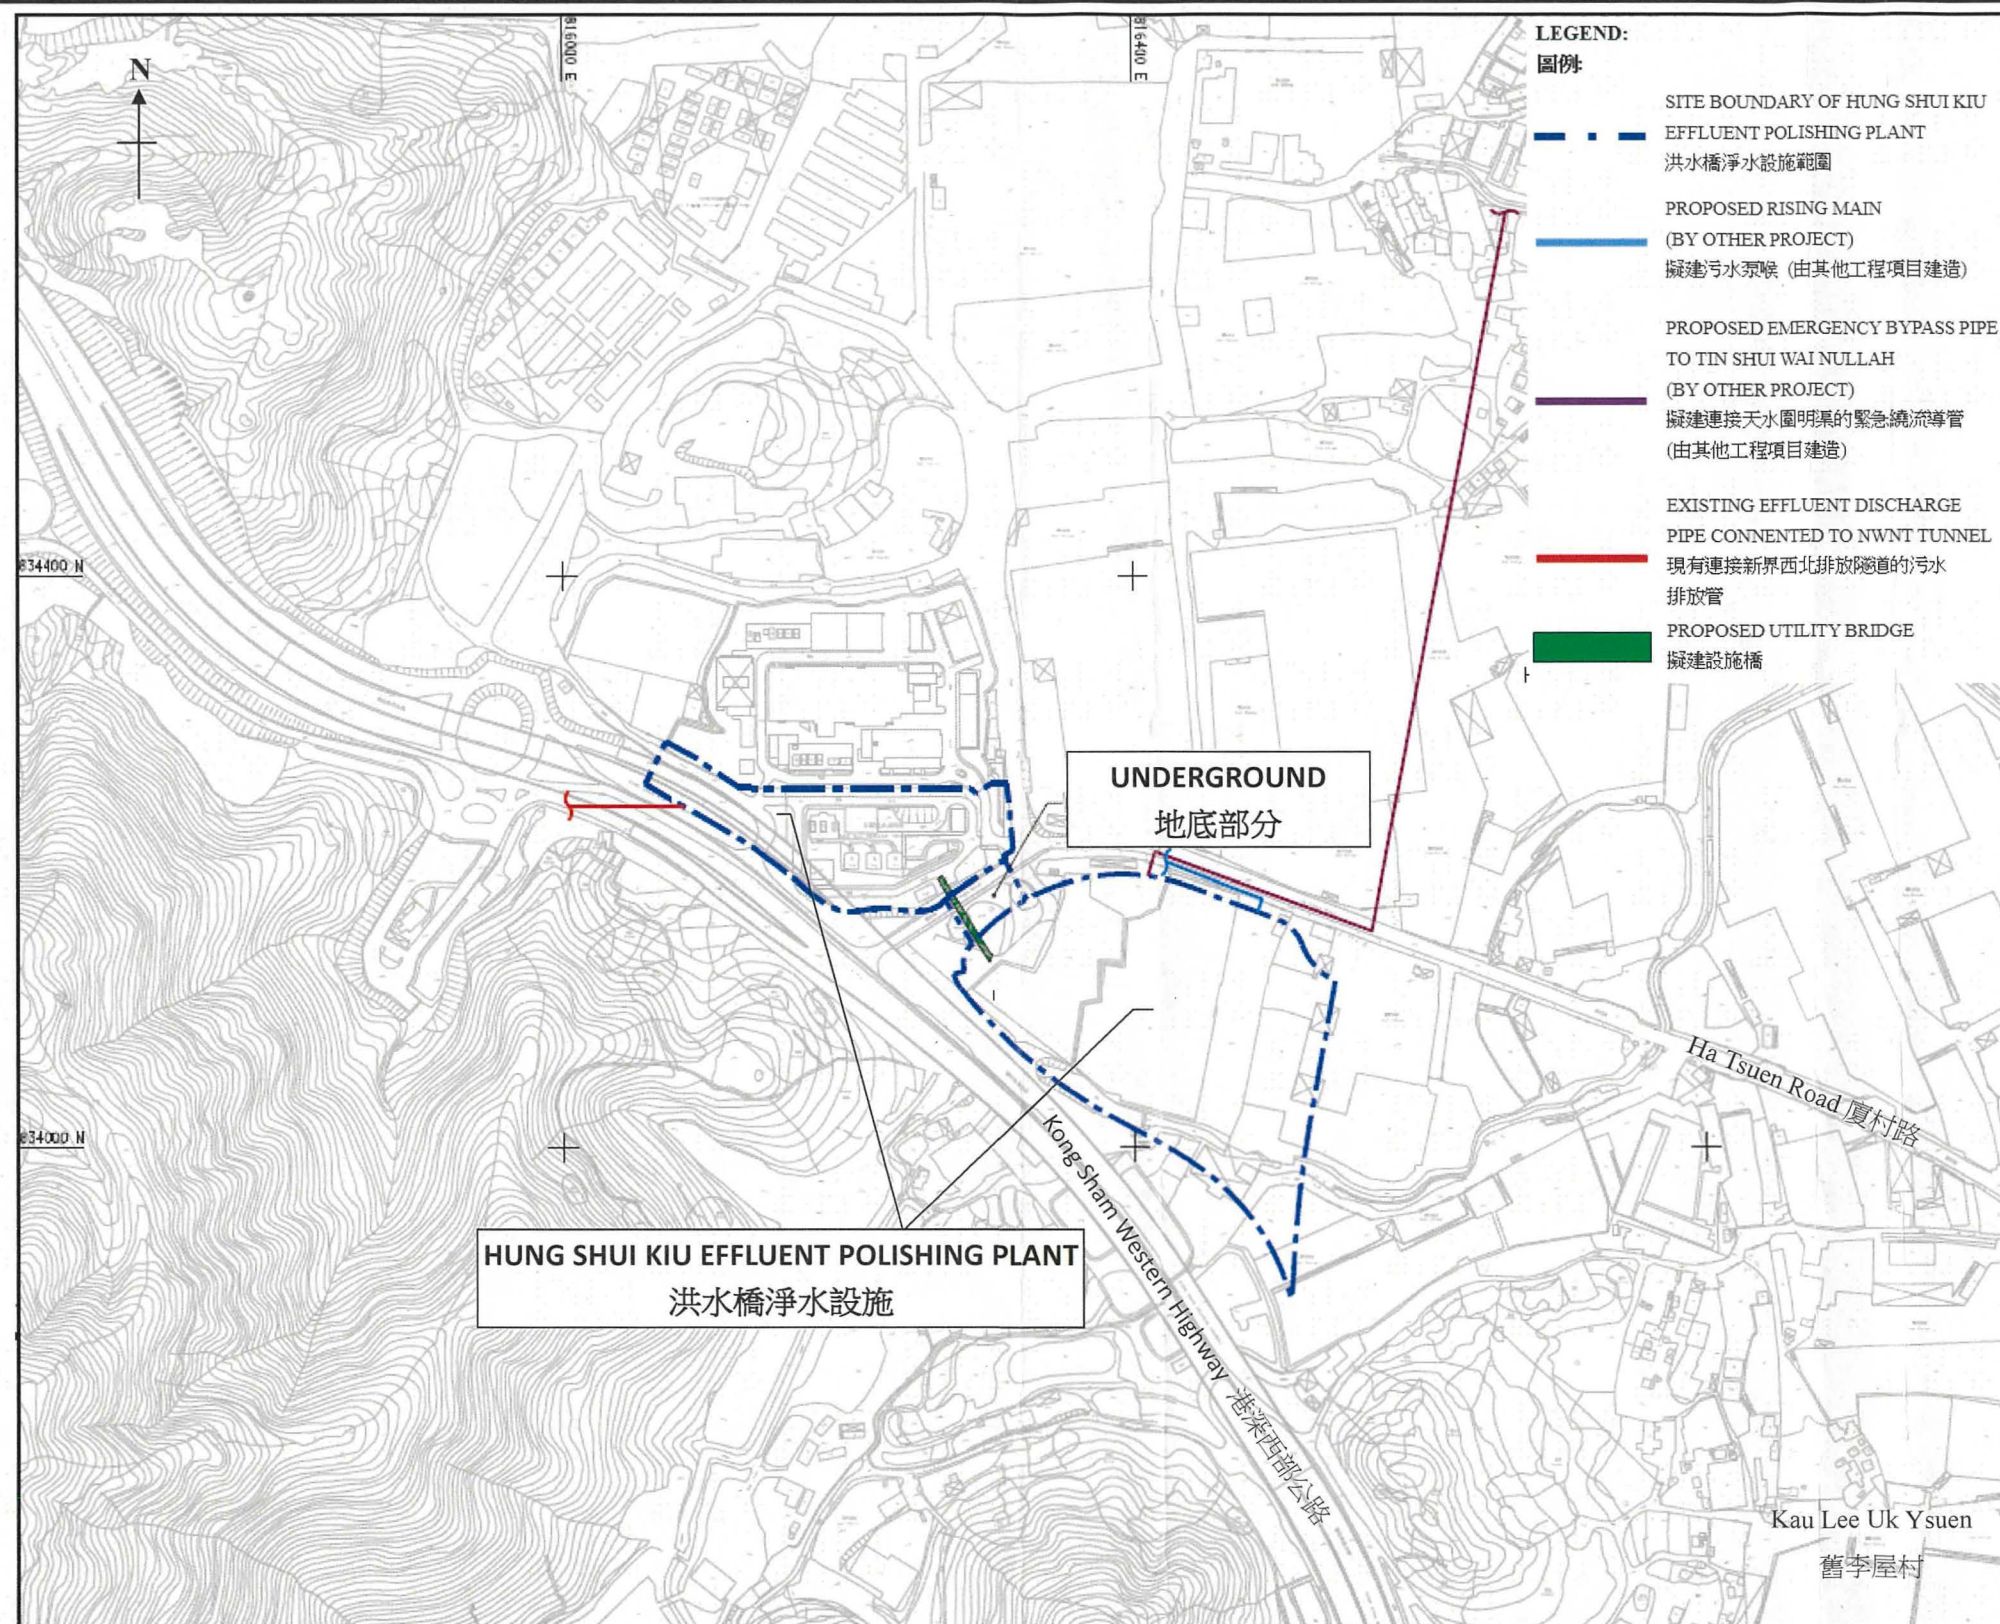 N
816000 E
816400 E
LEGEND:
圖例:
SITE BOUNDARY OF HUNG SHUI KIU
EFFLUENT POLISHING PLANT
洪水橋淨水設施範圍
PROPOSED RISING MAIN
(BY OTHER PROJECT)
擬建污水泵喉 (由其他工程項目建造)
PROPOSED EMERGENCY BYPASS PIPE
TO TIN SHUI WAI NULLAH
(BY OTHER PROJECT)
擬建連接天水圍明渠的緊急繞流導管
(由其他工程項目建造)
EXISTING EFFLUENT DISCHARGE
PIPE CONNENTED TO NWNT TUNNEL
現有連接新界西北排放隧道的污水
排放管
PROPOSED UTILITY BRIDGE
擬建設施橋
834400 N
UNDERGROUND
地底部分
834000 N
Ha Tsuen Road 廈村路
Kong Sham Western Highway 港深西部公路
HUNG SHUI KIU EFFLUENT POLISHING PLANT
洪水橋淨水設施
Kau Lee Uk Ysuen
舊李屋村